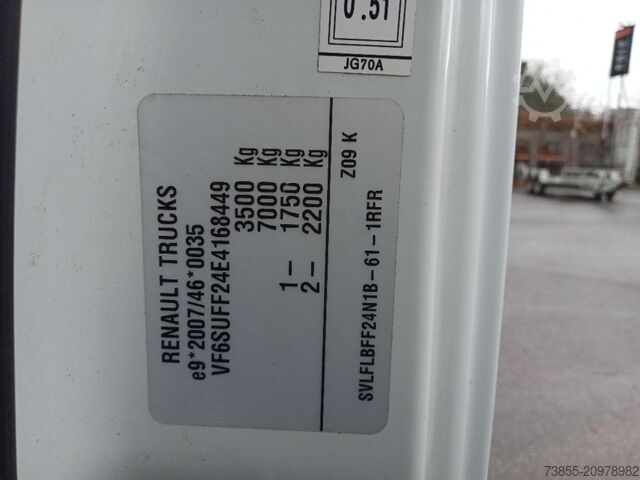 0.51
JG70A
RENAULT TRUCKS
e9*2007/46*0035
VF6SUFF24E4168449
3500 Kg
7000 Kg
1- 1750 Kg
2- 2200 Kg
Z09 K
SVLFLBFF24N1B-61-1RFR
73855-20978982